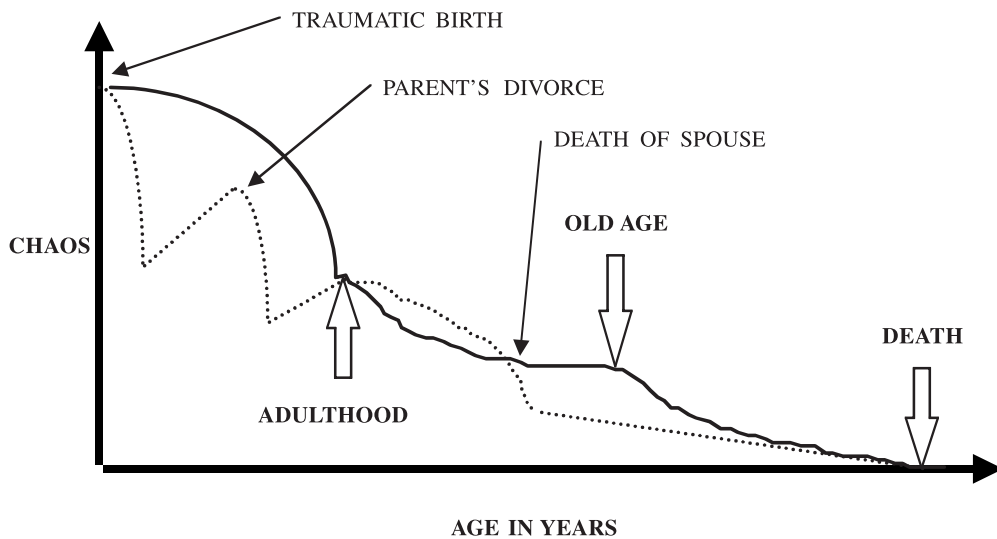 TRAUMATIC BIRTH
PARENT'S DIVORCE
DEATH OF SPOUSE
OLD AGE
CHAOS
DEATH
ADULTHOOD
AGE IN YEARS